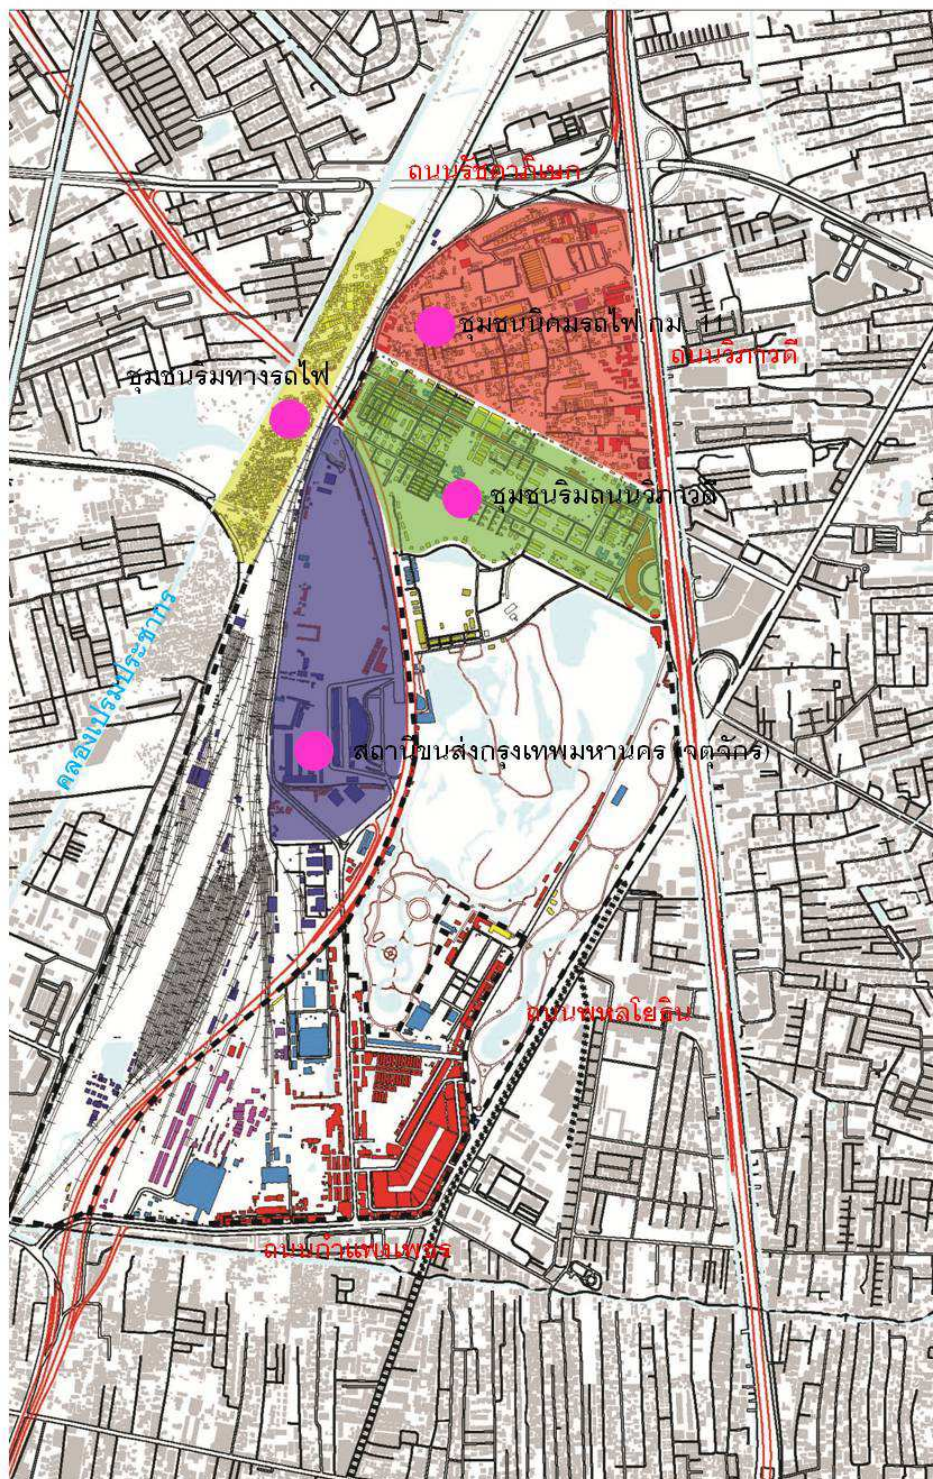 ถนนรัชดาภิเษก
ชุมชนนิคมรถไฟ กม. 11
ถนนวิภาวดี
ชุมชนริมทางรถไฟ
ชุมชนริมถนนวิภาวดี
คลองเปรมประชากร
สถานีขนส่งกรุงเทพมหานคร (จตุจักร)
ถนนพหลโยธิน
ถนนกำแพงเพชร